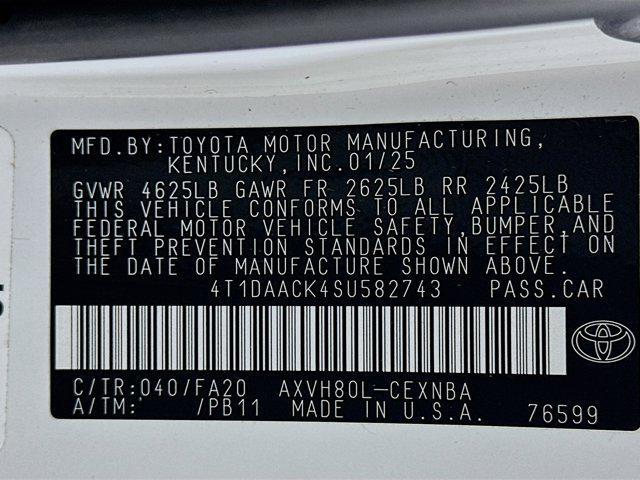 MFD.BY:TOYOTA MOTOR MANUFACTURING,
KENTUCKY,INC.01/25
GVWR 4625LB GAWR FR 2625LB RR 2425LB
THIS VEHICLE CONFORMS TO ALL APPLICABLE
FEDERAL MOTOR VEHICLE SAFETY,BUMPER,AND
THEFT PREVENTION STANDARDS IN EFFECT ON
THE DATE OF MANUFACTURE SHOWN ABOVE.
4T1DAACK4SU582743 PASS.CAR
C/TR:040/FA20 AXVH80L-CEXNBA
A/TM: /PB11 MADE IN U.S.A. 76599